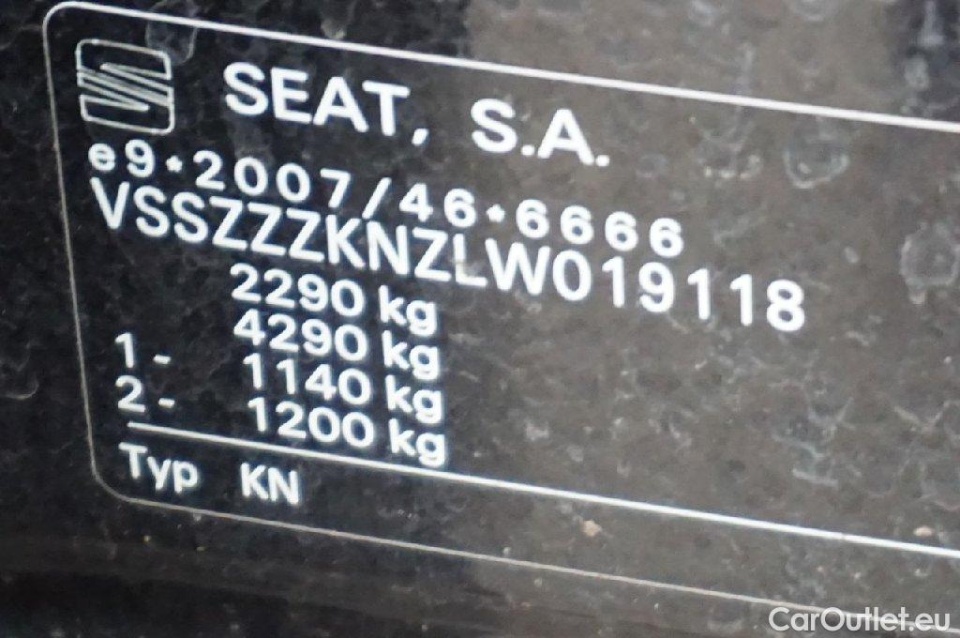 SEAT, S.A.
e9*2007/46*6666
VSSZZZKNZLW019118
2290 kg
4290 kg
1- 1140 kg
2- 1200 kg
Typ KN
CarOutlet.eu